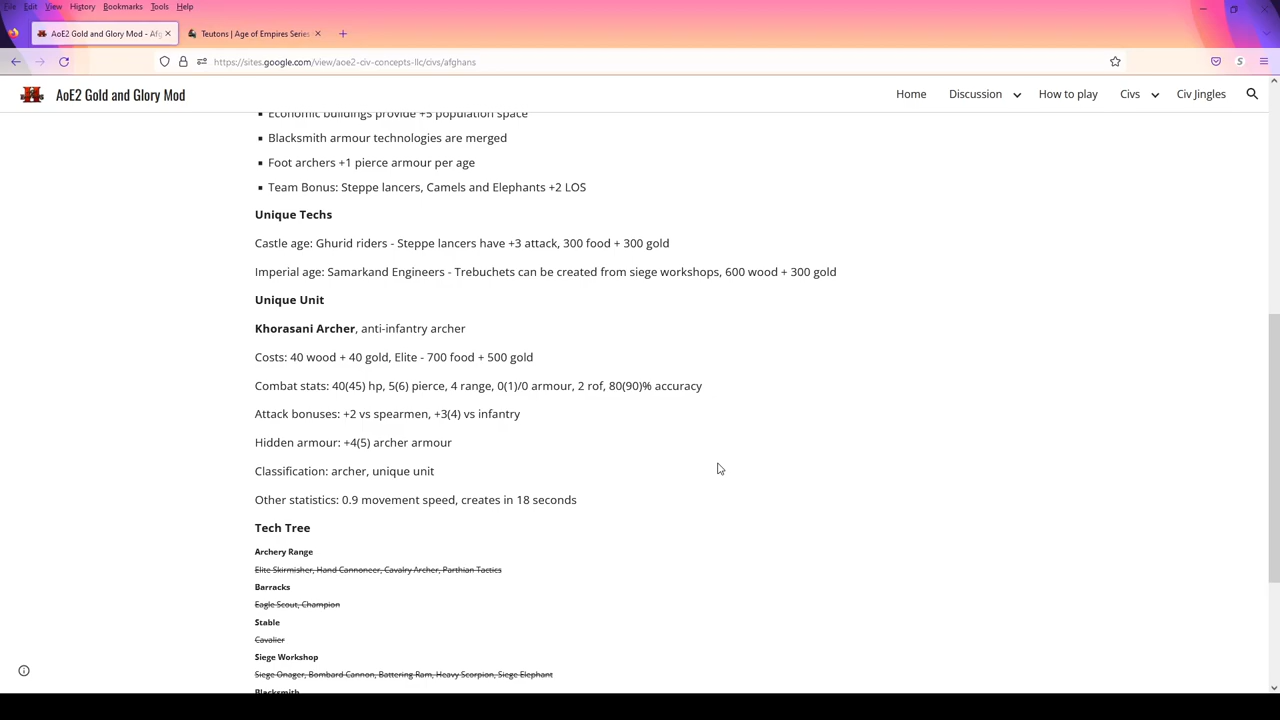 File Edit View History Bookmarks Tools Help
AoE2 Gold and Glory Mod - Afg
Teutons | Age of Empires Series
https://sites.google.com/view/aoe2-civ-concepts-llc/civs/afghans
AoE2 Gold and Glory Mod Home Discussion How to play Civs Civ Jingles
Economic buildings provide +5 population space
Blacksmith armour technologies are merged
Foot archers +1 pierce armour per age
Team Bonus: Steppe lancers, Camels and Elephants +2 LOS
Unique Techs
Castle age: Ghurid riders - Steppe lancers have +3 attack, 300 food + 300 gold
Imperial age: Samarkand Engineers - Trebuchets can be created from siege workshops, 600 wood + 300 gold
Unique Unit
Khorasani Archer, anti-infantry archer
Costs: 40 wood + 40 gold, Elite - 700 food + 500 gold
Combat stats: 40(45) hp, 5(6) pierce, 4 range, 0(1)/0 armour, 2 rof, 80(90)% accuracy
Attack bonuses: +2 vs spearmen, +3(4) vs infantry
Hidden armour: +4(5) archer armour
Classification: archer, unique unit
Other statistics: 0.9 movement speed, creates in 18 seconds
Tech Tree
Archery Range
Elite Skirmisher, Hand Cannoneer, Cavalry Archer, Parthian Tactics
Barracks
Eagle Scout, Champion
Stable
Cavalier
Siege Workshop
Siege Onager, Bombard Cannon, Battering Ram, Heavy Scorpion, Siege Elephant
Blacksmith